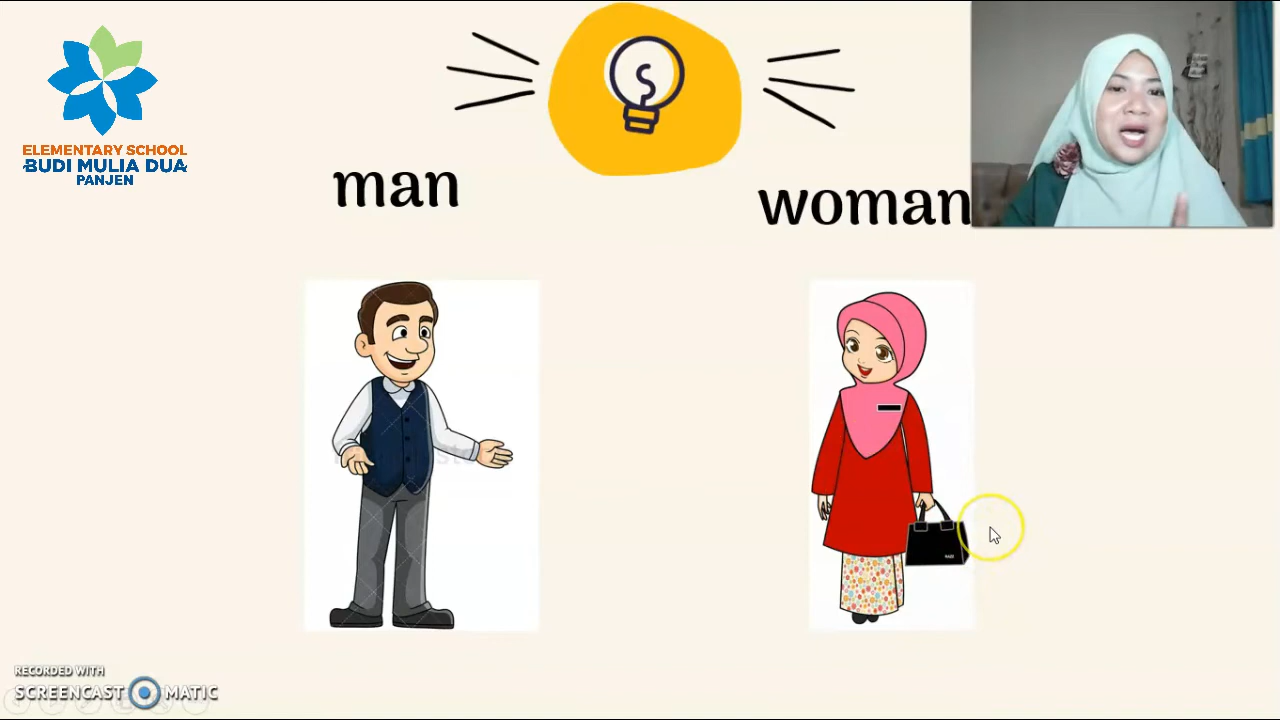 ELEMENTARY SCHOOL
BUDI MULIA DUA
PANJEN
man
woman
RECORDED WITH
SCREENCAST MATIC